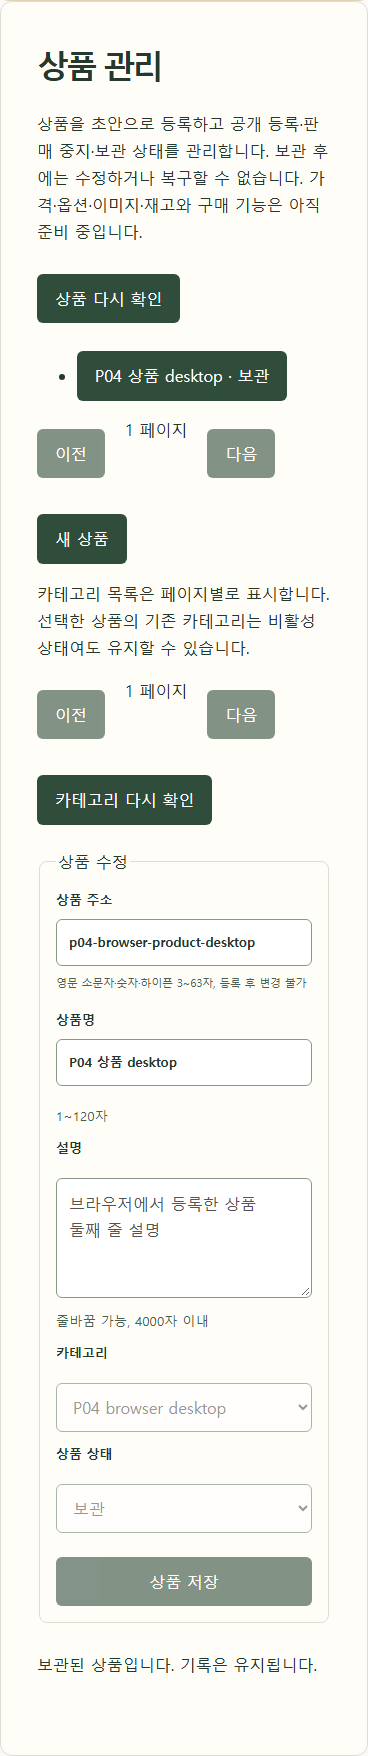 상품 관리
상품을 초안으로 등록하고 공개 등록·판
매 중지·보관 상태를 관리합니다. 보관 후
에는 수정하거나 복구할 수 없습니다. 가
격·옵션·이미지·재고와 구매 기능은 아직
준비 중입니다.
상품 다시 확인
P04 상품 desktop · 보관
이전 1 페이지 다음
새 상품
카테고리 목록은 페이지별로 표시합니다.
선택한 상품의 기존 카테고리는 비활성
상태여도 유지할 수 있습니다.
이전 1 페이지 다음
카테고리 다시 확인
상품 수정
상품 주소
p04-browser-product-desktop
영문 소문자·숫자·하이픈 3~63자, 등록 후 변경 불가
상품명
P04 상품 desktop
1~120자
설명
브라우저에서 등록한 상품
둘째 줄 설명
줄바꿈 가능, 4000자 이내
카테고리
P04 browser desktop
상품 상태
보관
상품 저장
보관된 상품입니다. 기록은 유지됩니다.